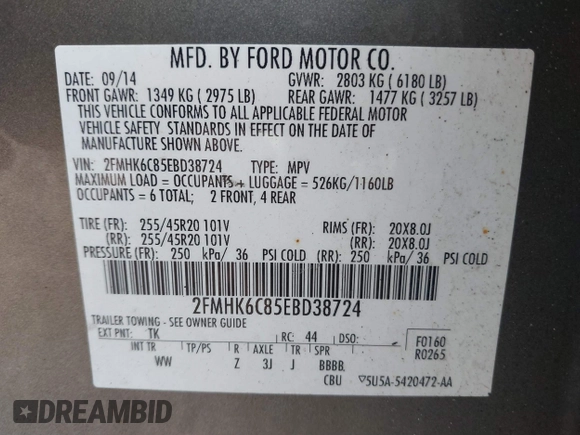 MFD. BY FORD MOTOR CO.
DATE: 09/14 GVWR: 2803 KG ( 6180 LB)
FRONT GAWR: 1349 KG ( 2975 LB) REAR GAWR: 1477 KG ( 3257 LB)
THIS VEHICLE CONFORMS TO ALL APPLICABLE FEDERAL MOTOR
VEHICLE SAFETY STANDARDS IN EFFECT ON THE DATE OF
MANUFACTURE SHOWN ABOVE.
VIN: 2FMHK6C85EBD38724 TYPE: MPV
MAXIMUM LOAD = OCCUPANTS + LUGGAGE = 526KG/1160LB
OCCUPANTS = 6 TOTAL; 2 FRONT, 4 REAR
TIRE (FR): 255/45R20 101V RIMS (FR): 20X8.0J
(RR): 255/45R20 101V (RR): 20X8.0J
PRESSURE (FR): 250 kPa/ 36 PSI COLD (RR): 250 kPa/ 36 PSI COLD
2FMHK6C85EBD38724
TRAILER TOWING - SEE OWNER GUIDE
EXT PNT: TK RC: 44 DSO: F0160
INT TR TP/PS R AXLE TR SPR R0265
WW Z 3J J BBBB
CBU 5U5A-5420472-AA
DREAMBID